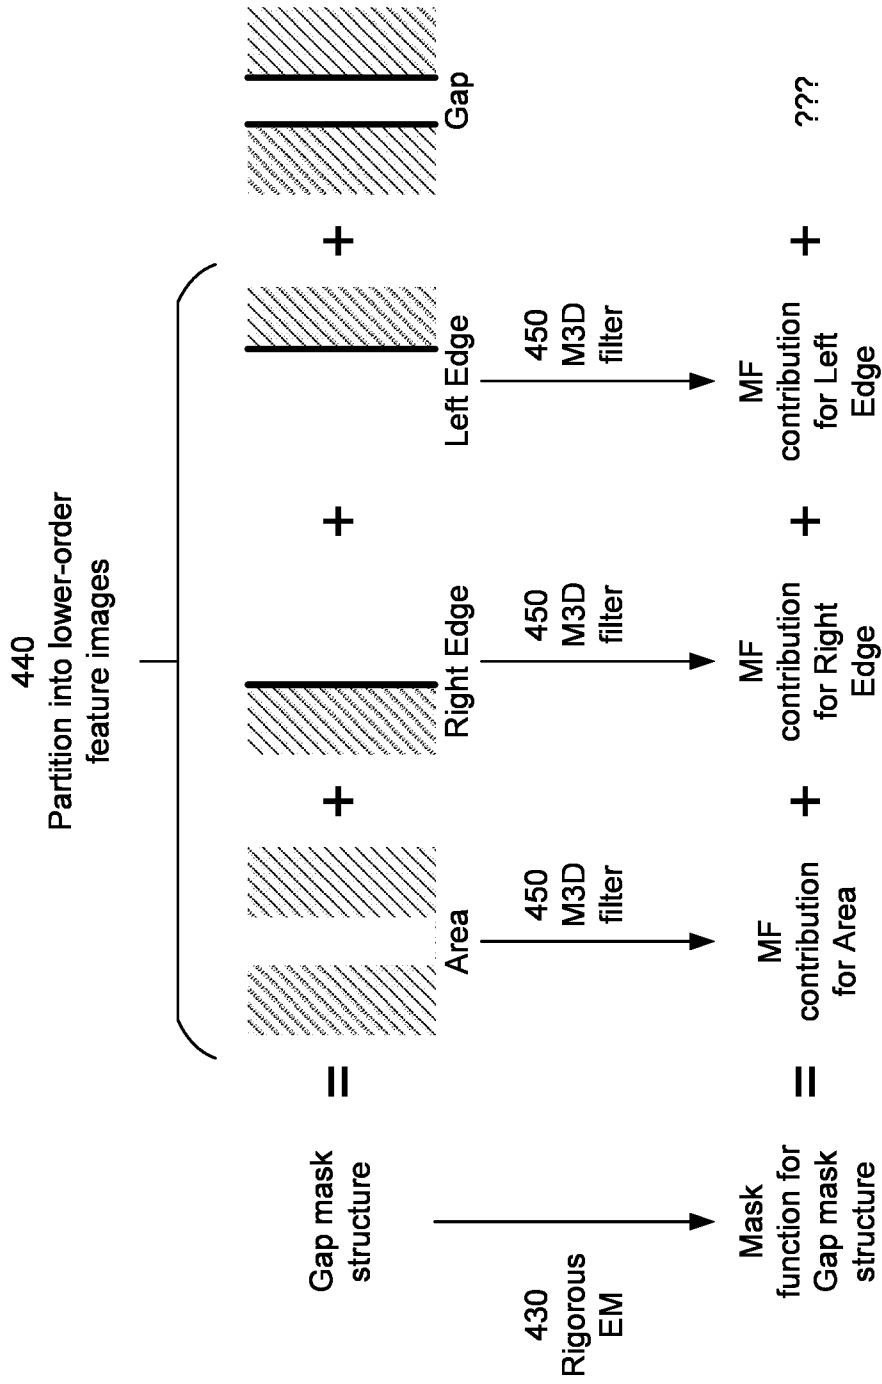 440
Partition into lower-order
feature images
Gap mask
structure
=
Area
+
Right Edge
+
Left Edge
+
Gap
430
Rigorous
EM
450
M3D
filter
450
M3D
filter
450
M3D
filter
Mask
function for
Gap mask
structure
=
MF
contribution
for Area
+
MF
contribution
for Right
Edge
+
MF
contribution
for Left
Edge
+
???